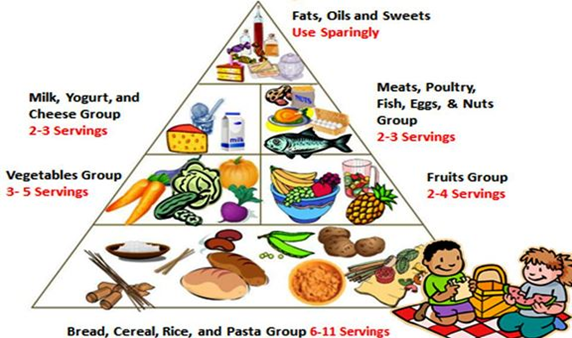 Fats, Oils and Sweets
Use Sparingly
Milk, Yogurt, and
Cheese Group
2-3 Servings
Meats, Poultry,
Fish, Eggs, & Nuts
Group
2-3 Servings
NUTS
milk
Vegetables Group
3- 5 Servings
Fruits Group
2-4 Servings
Bread, Cereal, Rice, and Pasta Group 6-11 Servings